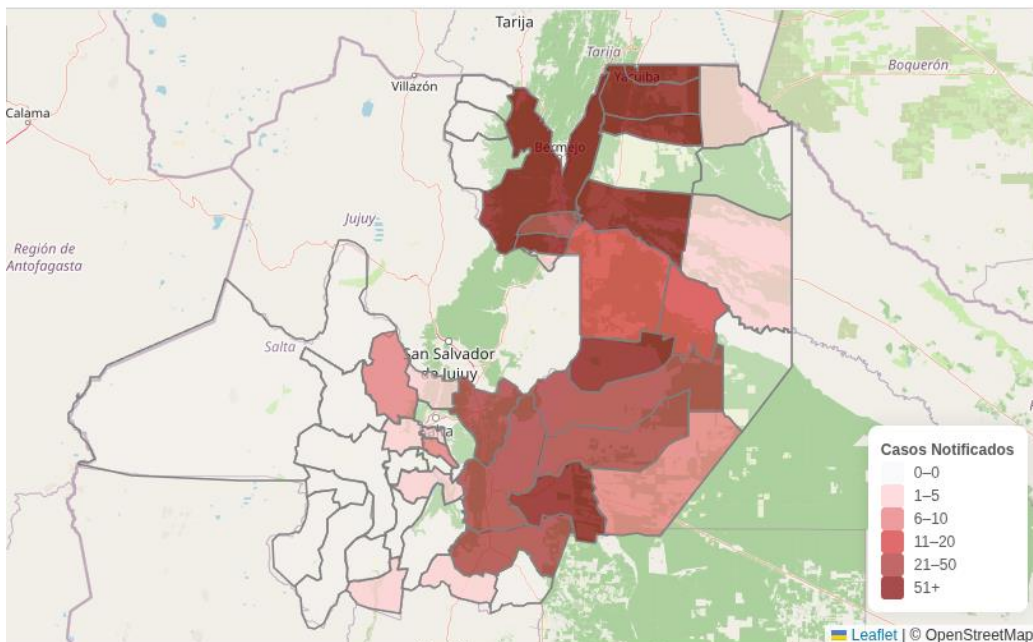 Tarija
Tarija
Boquerón
Yacuiba
Villazón
Calama
Bermejo
Jujuy
Región de
Antofagasta
Salta
San Salvador
de Jujuy
Salta
Casos Notificados
0–0
1–5
6–10
11–20
21–50
51+
Leaflet | © OpenStreetMap